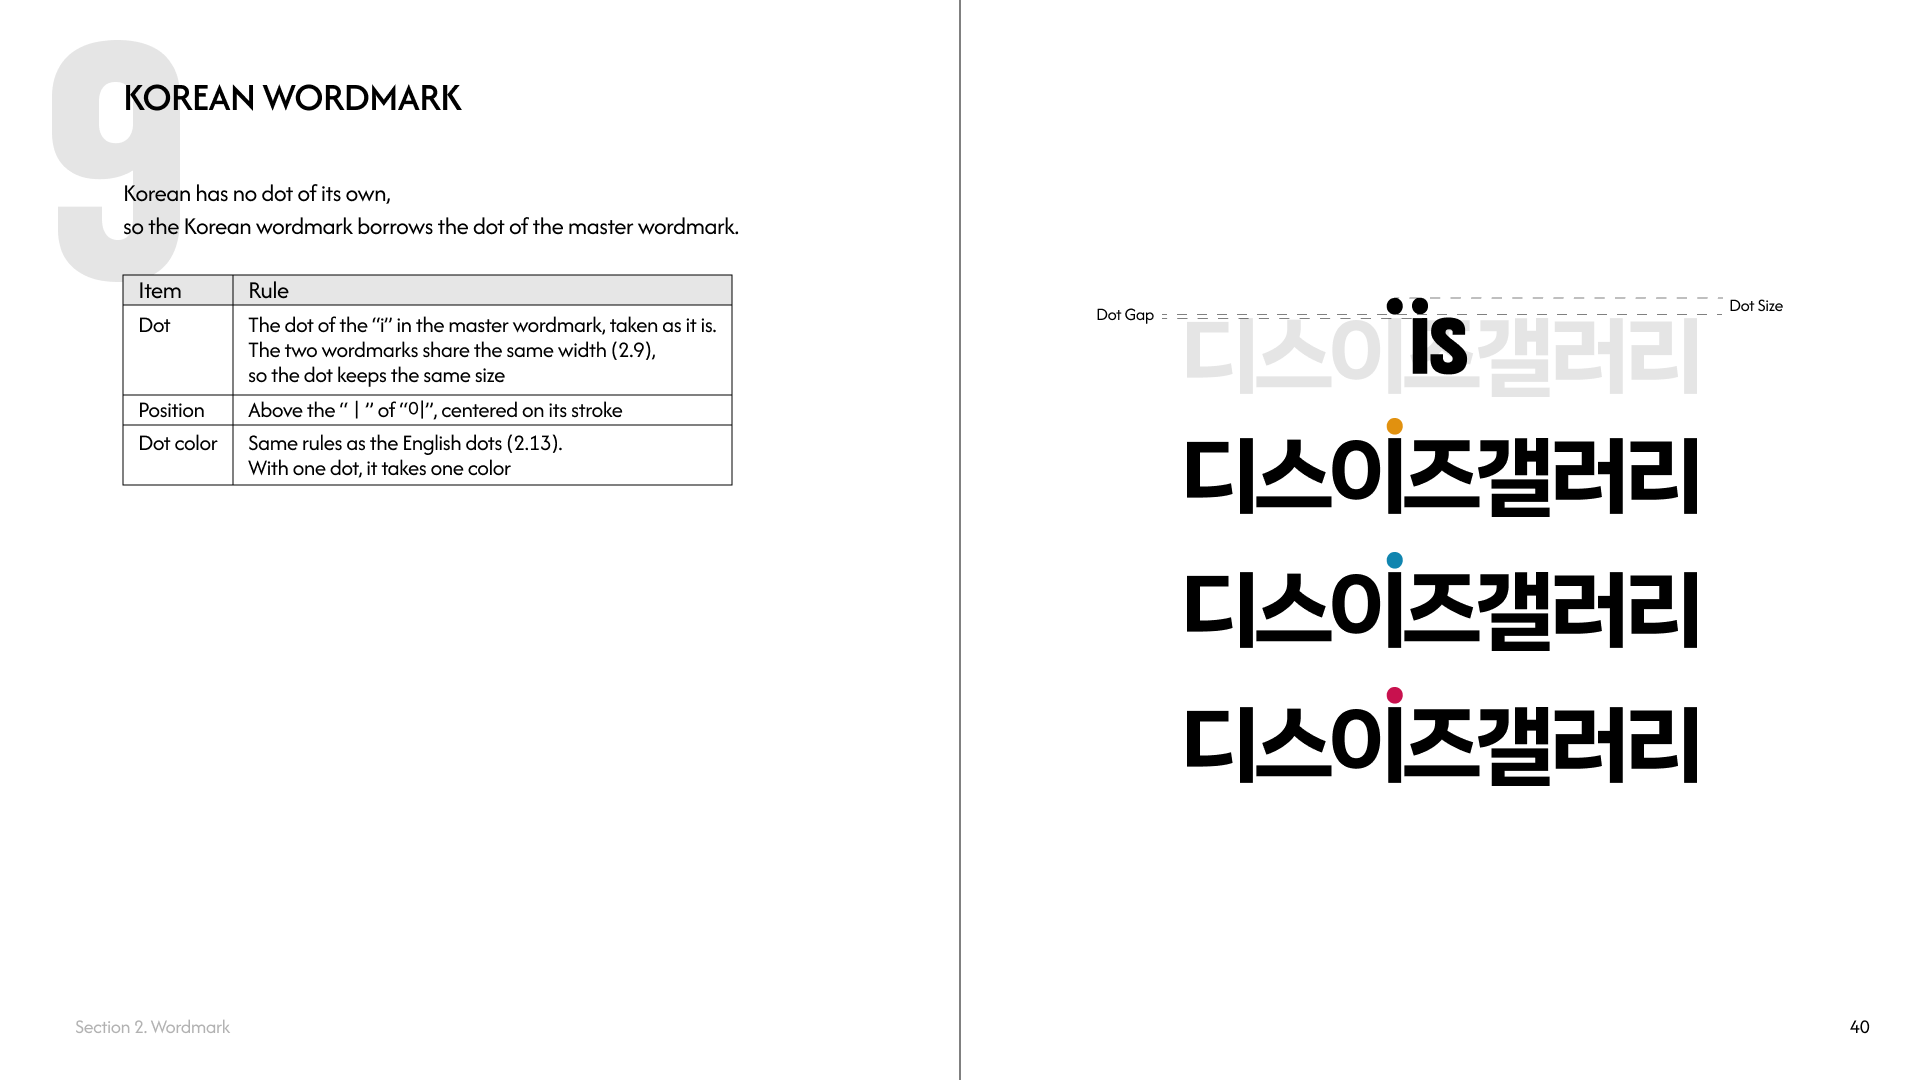 9
KOREAN WORDMARK
Korean has no dot of its own,
so the Korean wordmark borrows the dot of the master wordmark.
Item Rule
Dot The dot of the “i” in the master wordmark, taken as it is.
The two wordmarks share the same width (2.9),
so the dot keeps the same size
Position Above the “ㅣ” of “이”, centered on its stroke
Dot color Same rules as the English dots (2.13).
With one dot, it takes one color
Section 2. Wordmark
Dot Gap
Dot Size
is
디스이즈갤러리
디스이즈갤러리
디스이즈갤러리
디스이즈갤러리
40